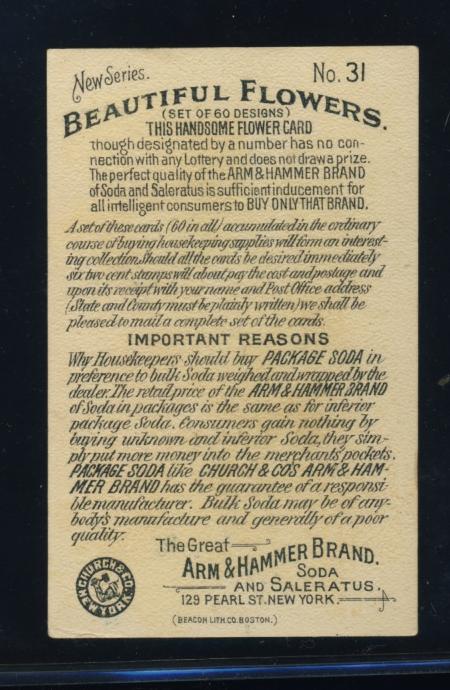 New Series.
No. 31
BEAUTIFUL FLOWERS.
(SET OF 60 DESIGNS)
THIS HANDSOME FLOWER CARD
though designated by a number has no con-
nection with any Lottery and does not draw a prize.
The perfect quality of the ARM & HAMMER BRAND
of Soda and Saleratus is sufficient inducement for
all intelligent consumers to BUY ONLY THAT BRAND.
A set of these cards (60 in all) accumulated in the ordinary
course of buying housekeeping supplies will form an interest-
ing collection. Should all the cards be desired immediately
six two cent stamps will about pay the cost and postage and
upon its receipt with your name and Post Office address
(State and County must be plainly written) we shall be
pleased to mail a complete set of the cards.
IMPORTANT REASONS
Why Housekeepers should buy PACKAGE SODA in
preference to bulk Soda weighed and wrapped by the
dealer. The retail price of the ARM & HAMMER BRAND
of Soda in packages is the same as for inferior
package Soda. Consumers gain nothing by
buying unknown and inferior Soda, they sim-
ply put more money into the merchants' pockets.
PACKAGE SODA like CHURCH & CO'S ARM & HAM-
MER BRAND has the guarantee of a responsi-
ble manufacturer. Bulk Soda may be of any-
body's manufacture and generally of a poor
quality.
The Great
ARM & HAMMER BRAND.
SODA
AND SALERATUS.
129 PEARL ST. NEW YORK.
CHURCH & CO.
NEW YORK
(BEACON LITH. CO. BOSTON.)